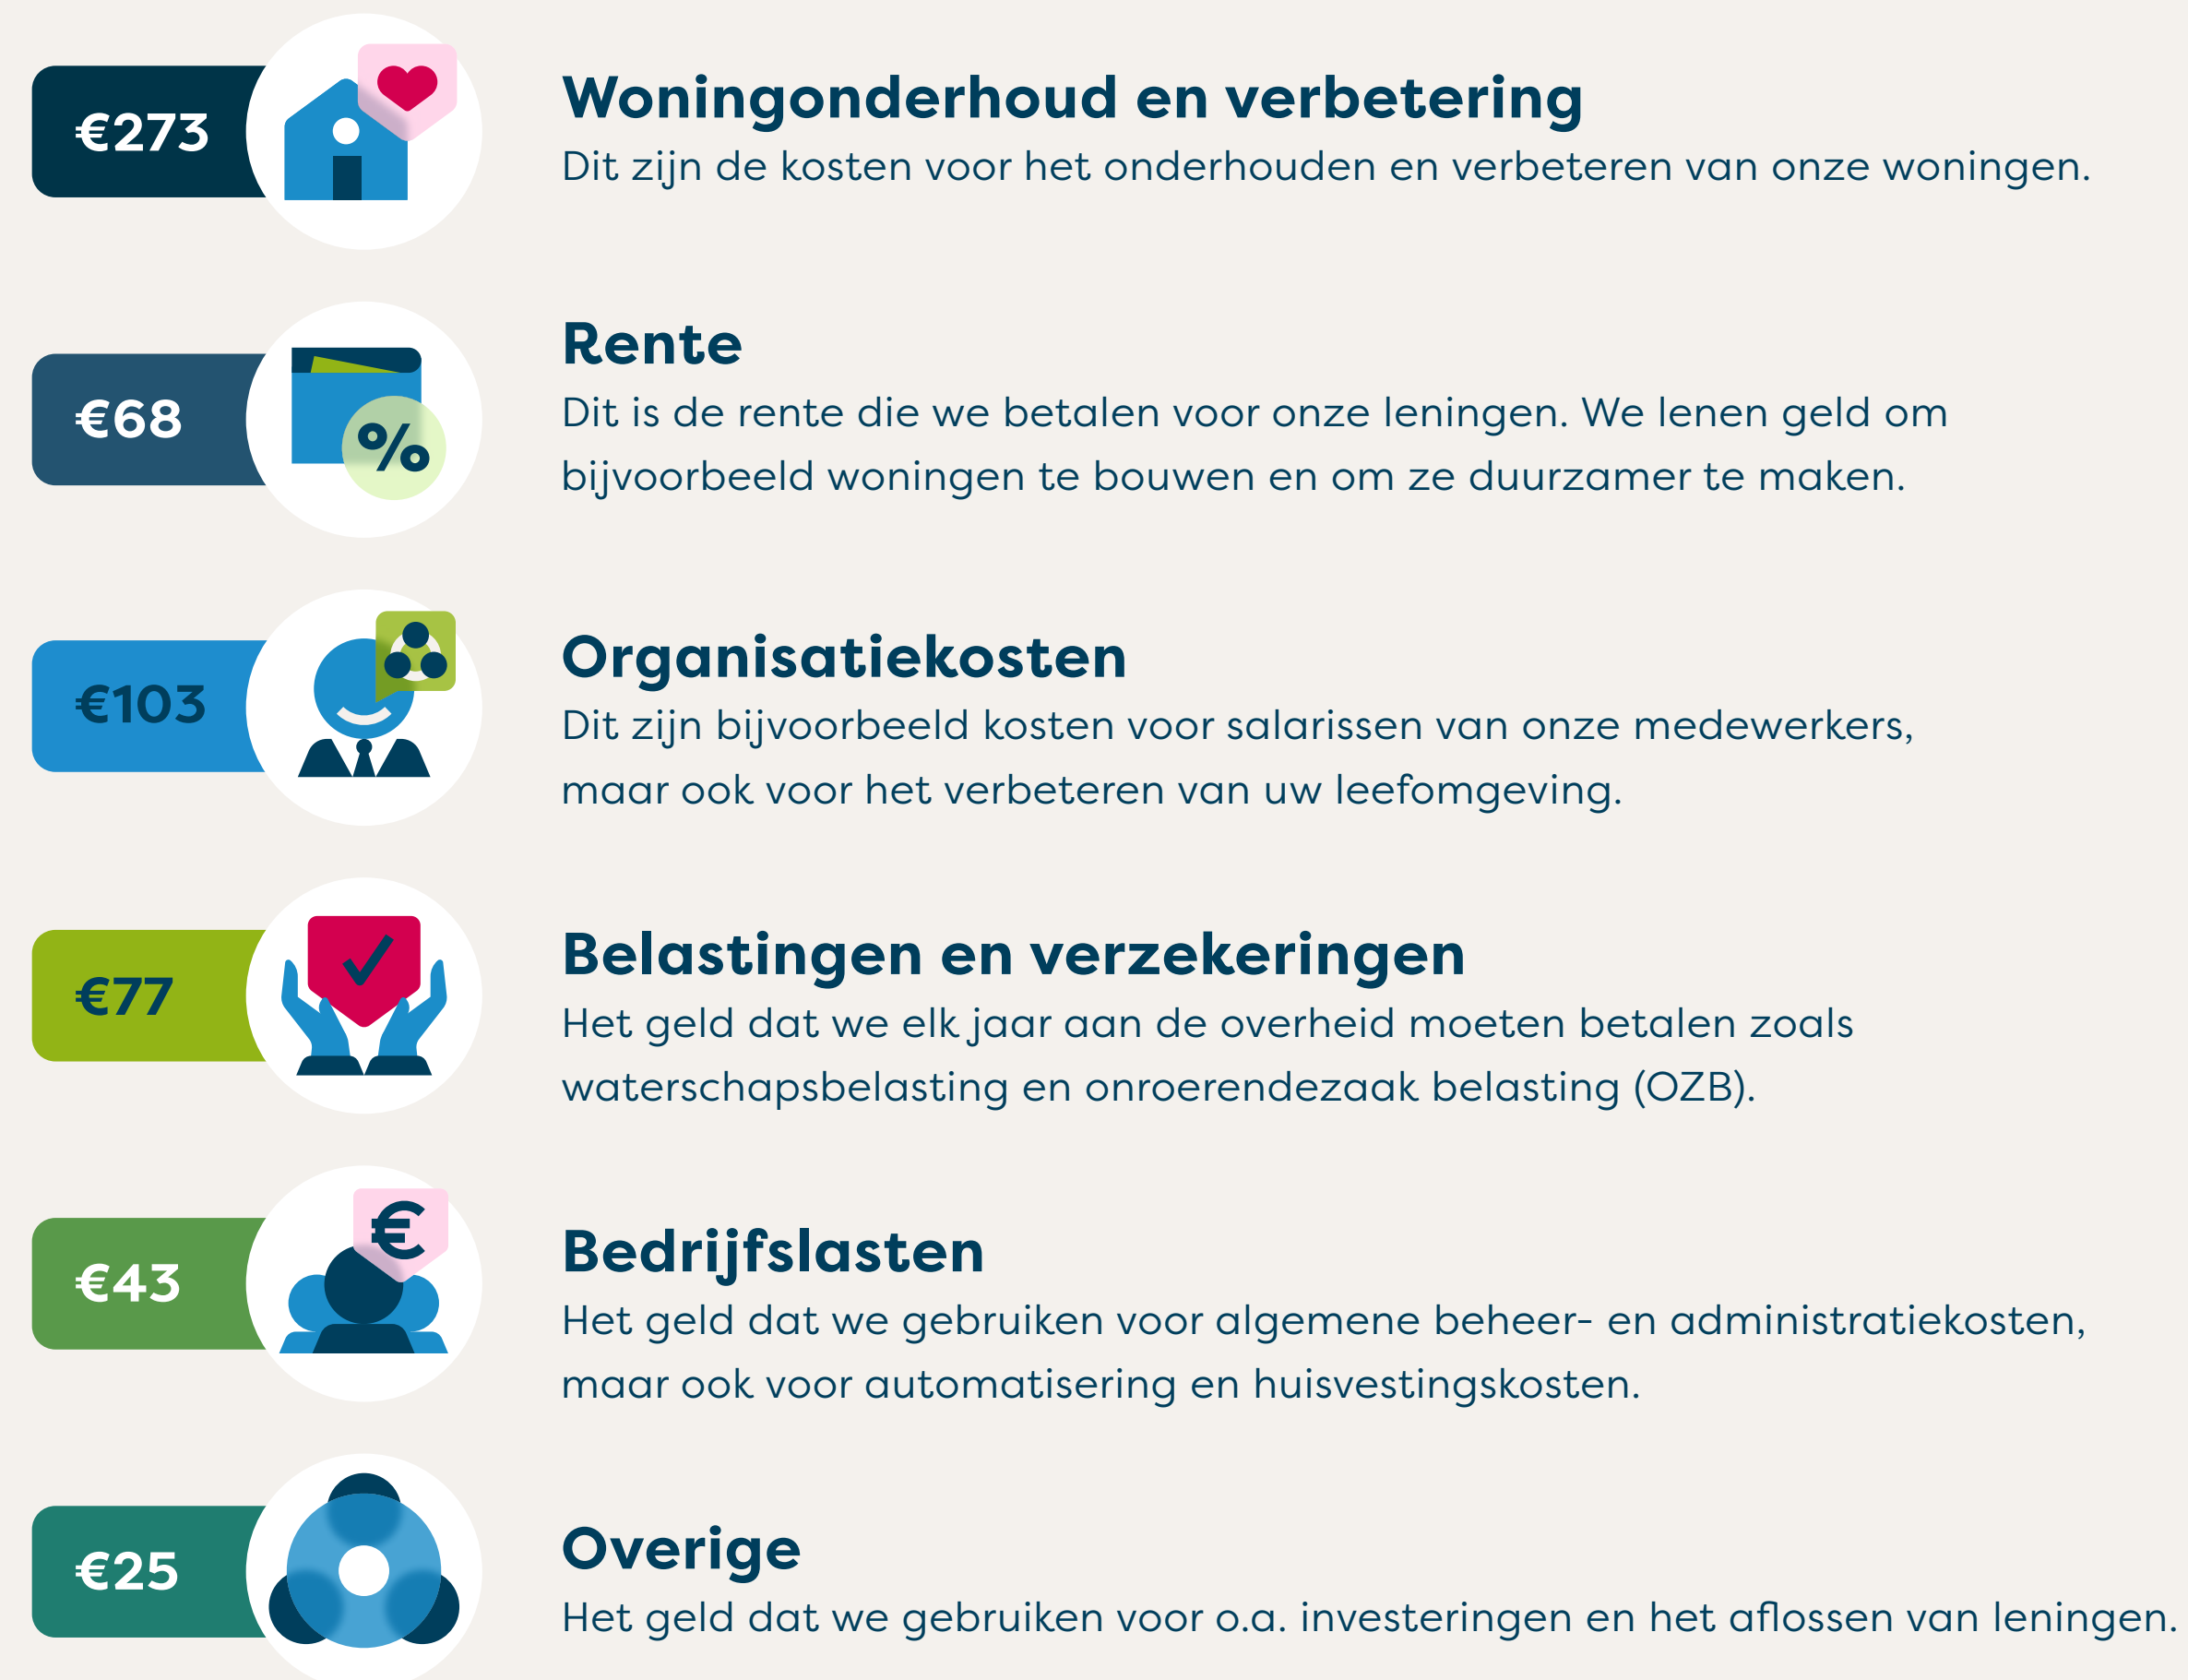 €273
Woningonderhoud en verbetering
Dit zijn de kosten voor het onderhouden en verbeteren van onze woningen.
€68
%
Rente
Dit is de rente die we betalen voor onze leningen. We lenen geld om
bijvoorbeeld woningen te bouwen en om ze duurzamer te maken.
€103
Organisatiekosten
Dit zijn bijvoorbeeld kosten voor salarissen van onze medewerkers,
maar ook voor het verbeteren van uw leefomgeving.
€77
Belastingen en verzekeringen
Het geld dat we elk jaar aan de overheid moeten betalen zoals
waterschapsbelasting en onroerendezaak belasting (OZB).
€43
€
Bedrijfslasten
Het geld dat we gebruiken voor algemene beheer- en administratiekosten,
maar ook voor automatisering en huisvestingskosten.
€25
Overige
Het geld dat we gebruiken voor o.a. investeringen en het aflossen van leningen.